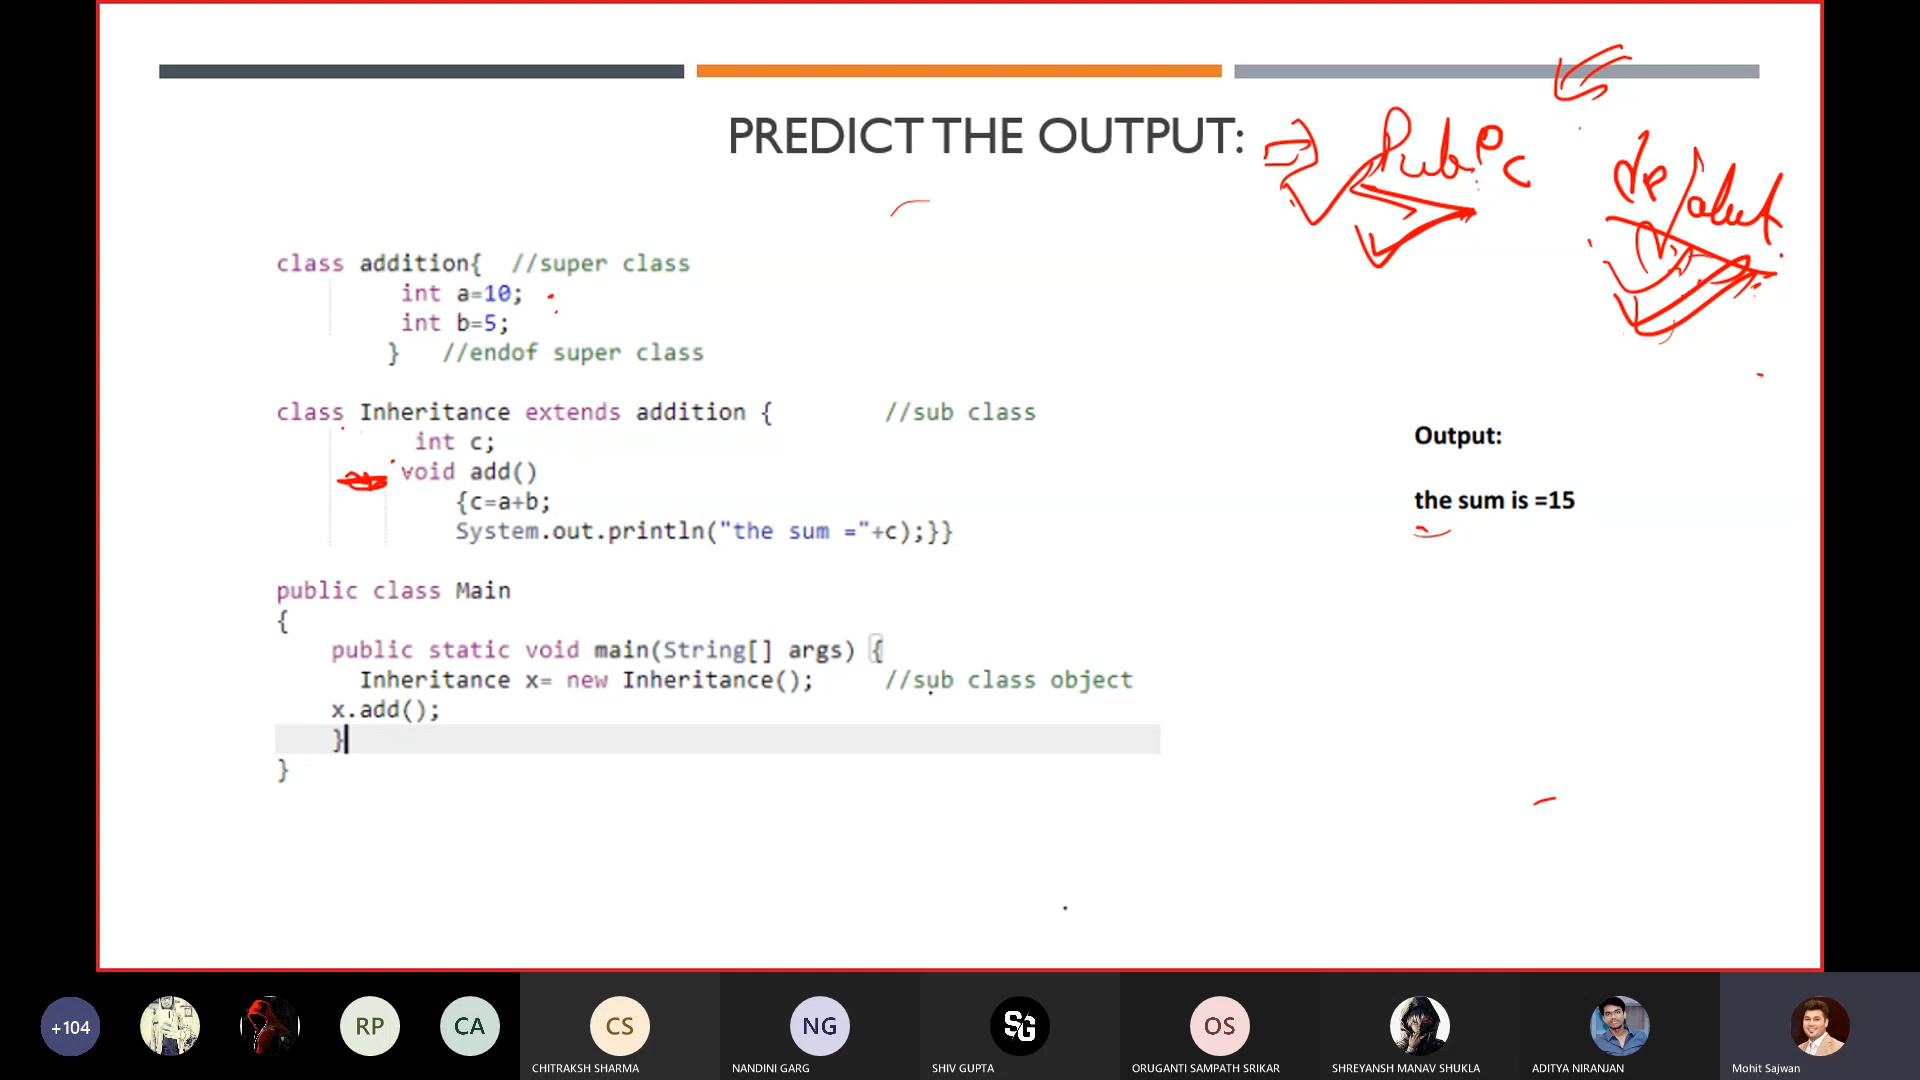 PREDICT THE OUTPUT:
Public
default
class addition{ //super class
int a=10;
int b=5;
} //endof super class
class Inheritance extends addition { //sub class
int c;
void add()
{c=a+b;
System.out.println("the sum ="+c);}}
Output:
the sum is =15
public class Main
{
public static void main(String[] args) {
Inheritance x= new Inheritance(); //sub class object
x.add();
}
}
+104
RP
CA
CS
NG
SG
OS
CHITRAKSH SHARMA
NANDINI GARG
SHIV GUPTA
ORUGANTI SAMPATH SRIKAR
SHREYANSH MANAV SHUKLA
ADITYA NIRANJAN
Mohit Sajwan